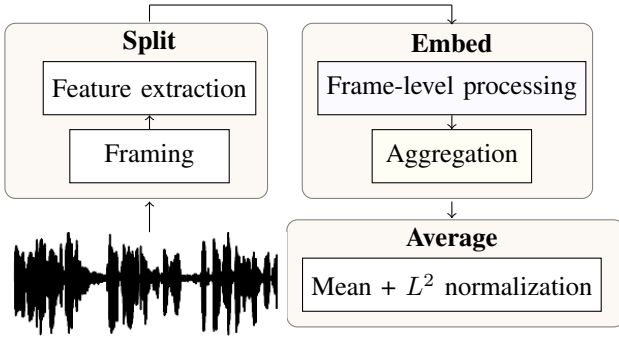 Split
Feature extraction
Framing
Embed
Frame-level processing
Aggregation
Average
Mean + L² normalization